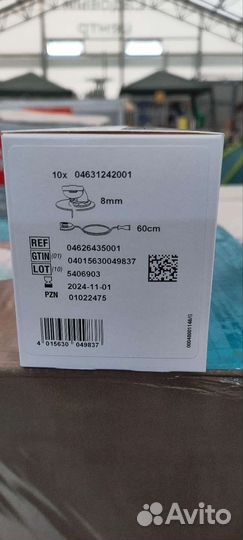 10x 04631242001
8mm
60cm
REF 04626435001
GTIN (01) 04015630049837
LOT (10) 5406903
2024-11-01
PZN 01022475
4 015630 049837
Avito